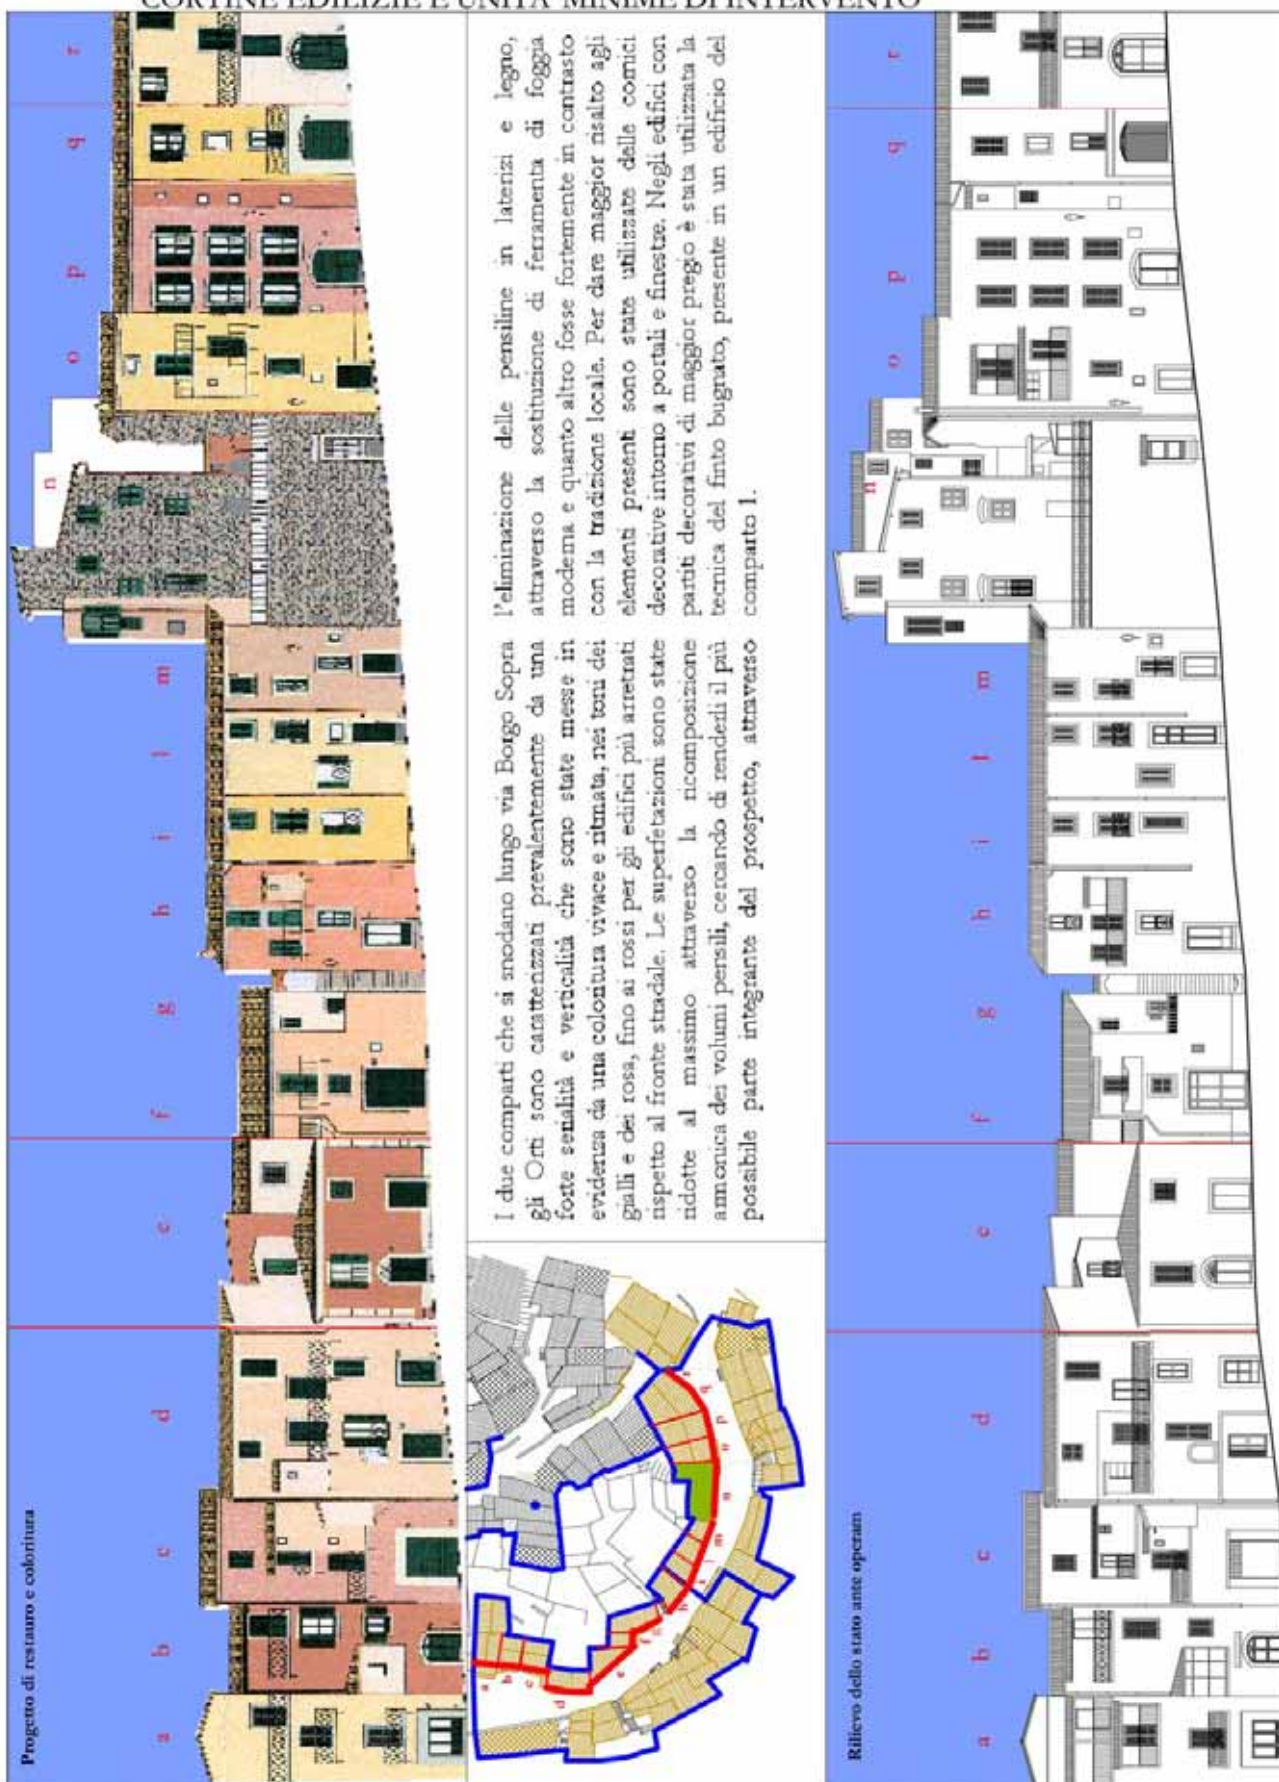 CORTINE EDILIZIE E UNITA' MINIME DI INTERVENTO
Progetto di restauro e coloritura
a b c d e f g h i l m n o p q r
I due comparti che si snodano lungo via Borgo Sopra
gli Orti sono caratterizzati prevalentemente da una
forte serialità e verticalità che sono state messe in
evidenza da una coloritura vivace e ritmata, nei toni dei
gialli e dei rosa, fino ai rossi per gli edifici più arretrati
rispetto al fronte stradale. Le superfetazioni sono state
ridotte al massimo attraverso la ricomposizione
armonica dei volumi pensili, cercando di renderli il più
possibile parte integrante del prospetto, attraverso
l'eliminazione delle pensiline in laterizi e legno,
attraverso la sostituzione di ferramenta di foggia
moderna e quanto altro fosse fortemente in contrasto
con la tradizione locale. Per dare maggior risalto agli
elementi presenti sono state utilizzate delle cornici
decorative intorno a portali e finestre. Negli edifici con
partiti decorativi di maggior pregio è stata utilizzata la
tecnica del finto bugnato, presente in un edificio del
comparto 1.
a
b
c
d
e
f
h
l
m
n
o
p
q
r
Rilievo dello stato ante operam
a b c d e f g h i l m n o p q r